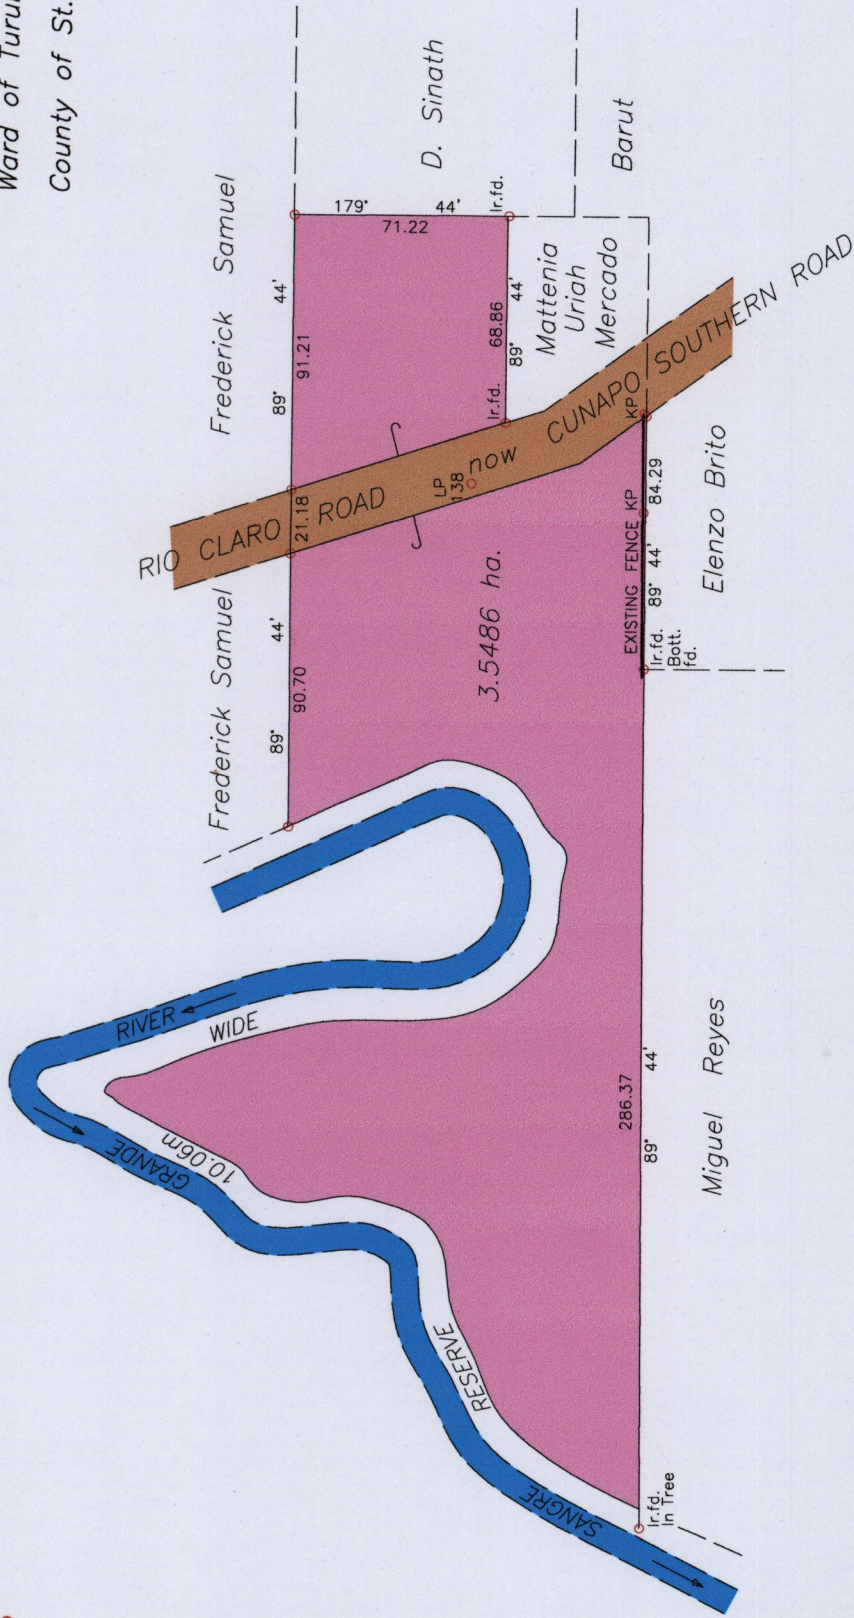 Ward of Turu
County of St.
Frederick Samuel
Frederick Samuel
D. Sinath
Barut
Mattenia
Uriah
Mercado
Elenzo Brito
Miguel Reyes
RIO CLARO ROAD
now
CUNAPO SOUTHERN ROAD
LP
138
3.5486 ha.
89° 44'
90.70
21.18
89° 44'
91.21
179° 44'
71.22
Ir.fd.
68.86
89° 44'
Ir.fd.
KP
84.29
EXISTING FENCE KP
89° 44'
Ir.fd.
Bott.
fd.
286.37
89° 44'
Ir.fd.
In Tree
SANGRE
GRANDE
RIVER
RESERVE
10.06m
WIDE